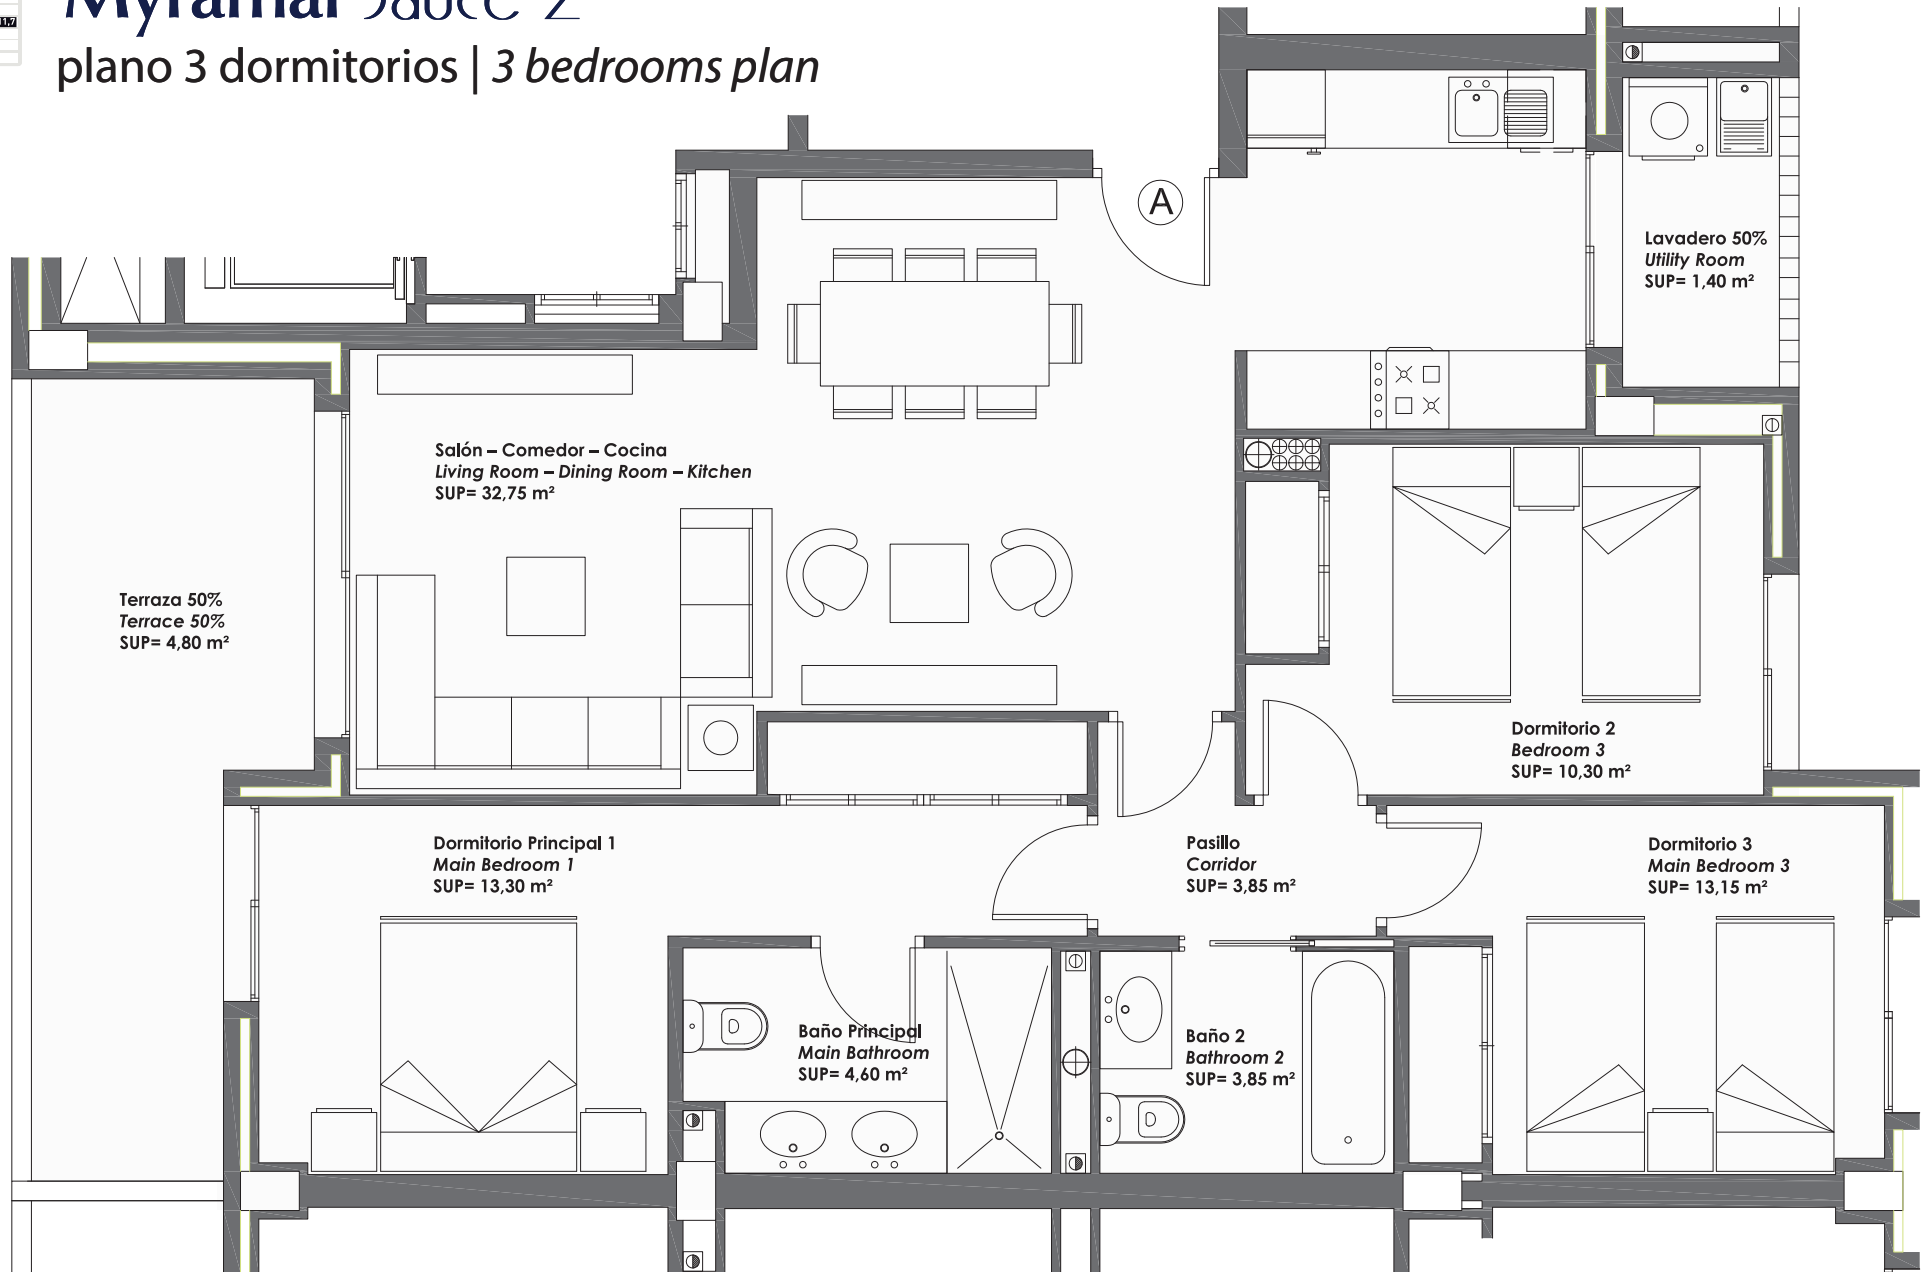 Myramar Sauce 2
plano 3 dormitorios | 3 bedrooms plan
A
Lavadero 50%
Utility Room
SUP= 1,40 m²
Salón – Comedor – Cocina
Living Room – Dining Room – Kitchen
SUP= 32,75 m²
Terraza 50%
Terrace 50%
SUP= 4,80 m²
Dormitorio 2
Bedroom 3
SUP= 10,30 m²
Dormitorio Principal 1
Main Bedroom 1
SUP= 13,30 m²
Pasillo
Corridor
SUP= 3,85 m²
Dormitorio 3
Main Bedroom 3
SUP= 13,15 m²
Baño Principal
Main Bathroom
SUP= 4,60 m²
Baño 2
Bathroom 2
SUP= 3,85 m²